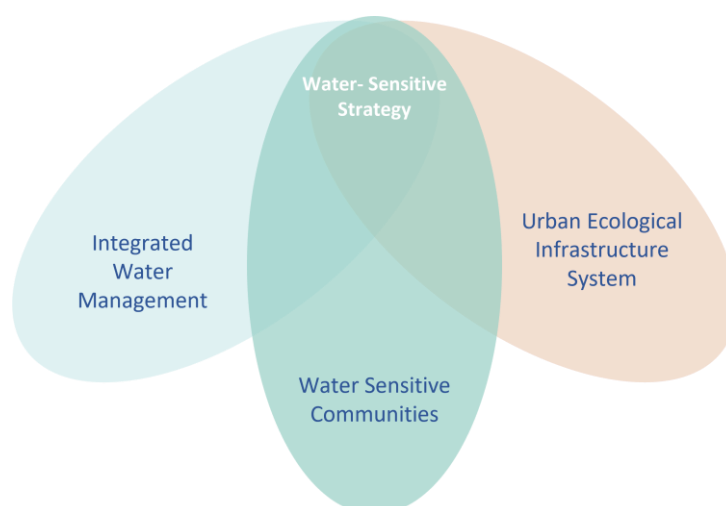 Water- Sensitive
Strategy
Integrated
Water
Management
Urban Ecological
Infrastructure
System
Water Sensitive
Communities